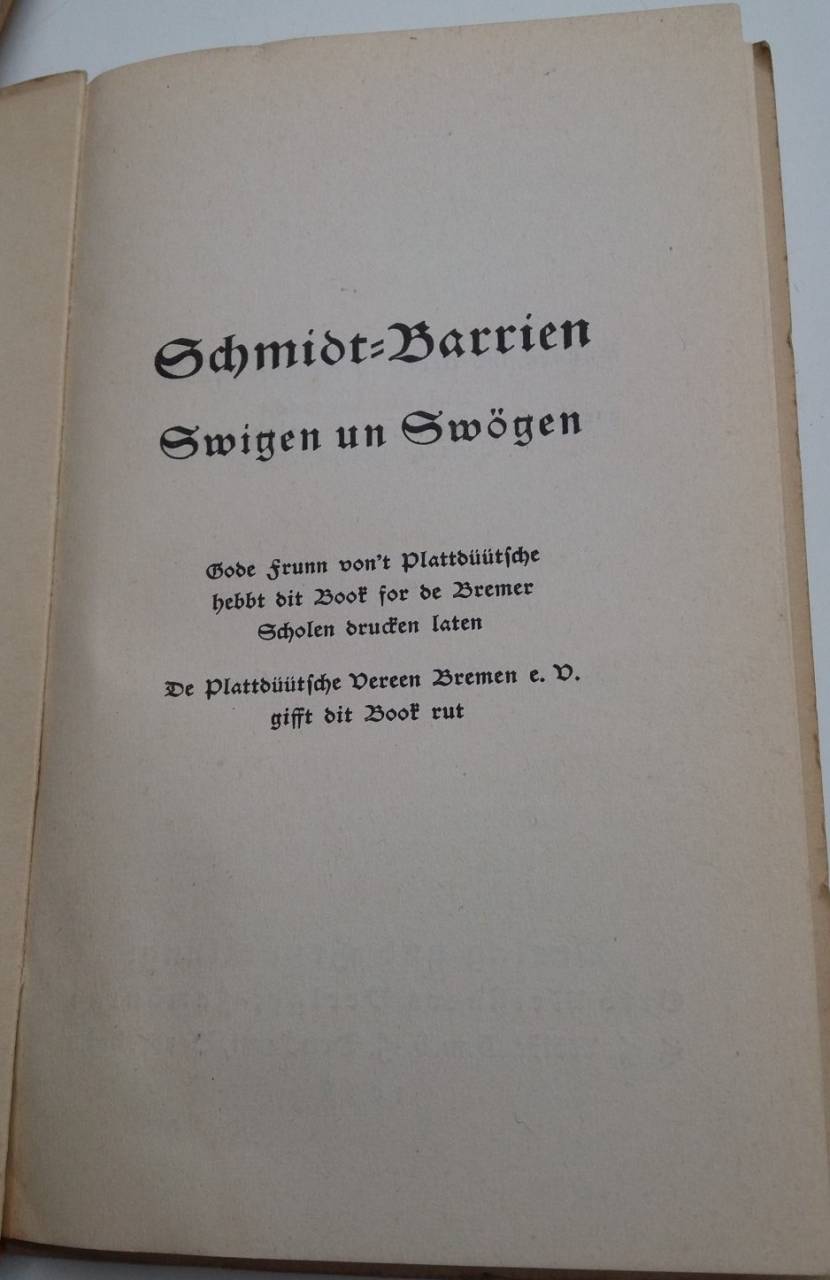 Schmidt=Barrien
Swigen un Swögen
Gode Frunn von't Plattdüütsche
hebbt dit Book for de Bremer
Scholen drucken laten
De Plattdüütsche Vereen Bremen e. V.
gifft dit Book rut